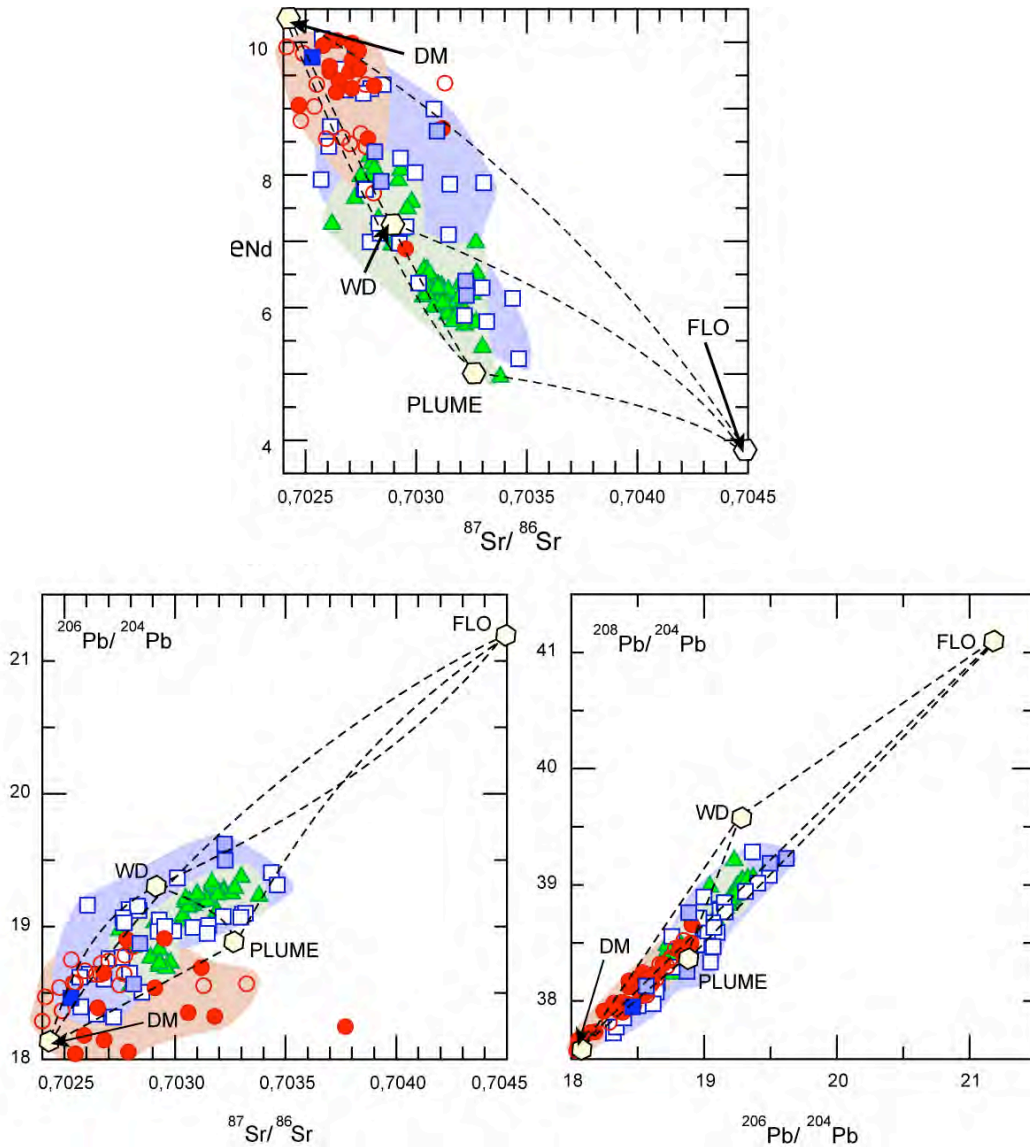 10
8
eNd
6
4
DM
WD
PLUME
FLO
0,7025 0,7030 0,7035 0,7040 0,7045
87Sr/ 86Sr
206Pb/ 204Pb
21
20
19
18
FLO
WD
PLUME
DM
0,7025 0,7030 0,7035 0,7040 0,7045
87Sr/ 86Sr
208Pb/ 204Pb
41
40
39
38
FLO
WD
DM
PLUME
18 19 20 21
206Pb/ 204Pb